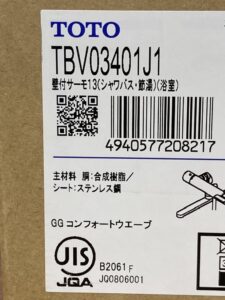 TOTO
TBV03401J1
壁付サーモ13(シャワバス・節湯)(浴室)
4940577208217
主材料 胴:合成樹脂/
シート:ステンレス鋼
GGコンフォートウエーブ
JIS
JQA
B2061 F
JQ0806001